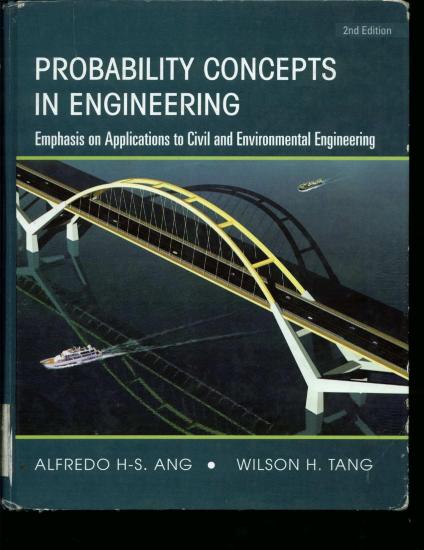 2nd Edition
PROBABILITY CONCEPTS
IN ENGINEERING
Emphasis on Applications to Civil and Environmental Engineering
ALFREDO H-S. ANG • WILSON H. TANG